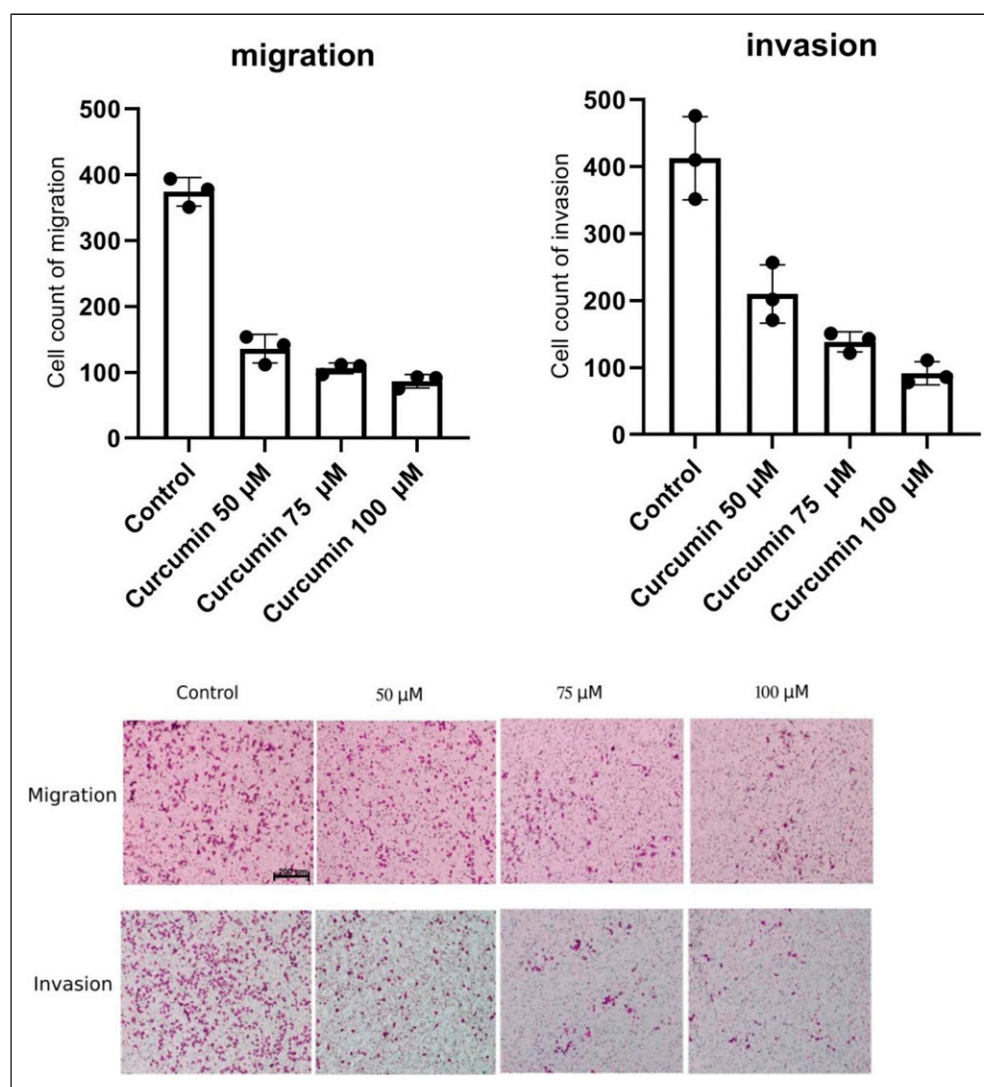 migration
Cell count of migration
500
400
300
200
100
0
Control
Curcumin 50 µM
Curcumin 75 µM
Curcumin 100 µM
invasion
Cell count of invasion
500
400
300
200
100
0
Control
Curcumin 50 µM
Curcumin 75 µM
Curcumin 100 µM
Control 50 µM 75 µM 100 µM
Migration
Invasion